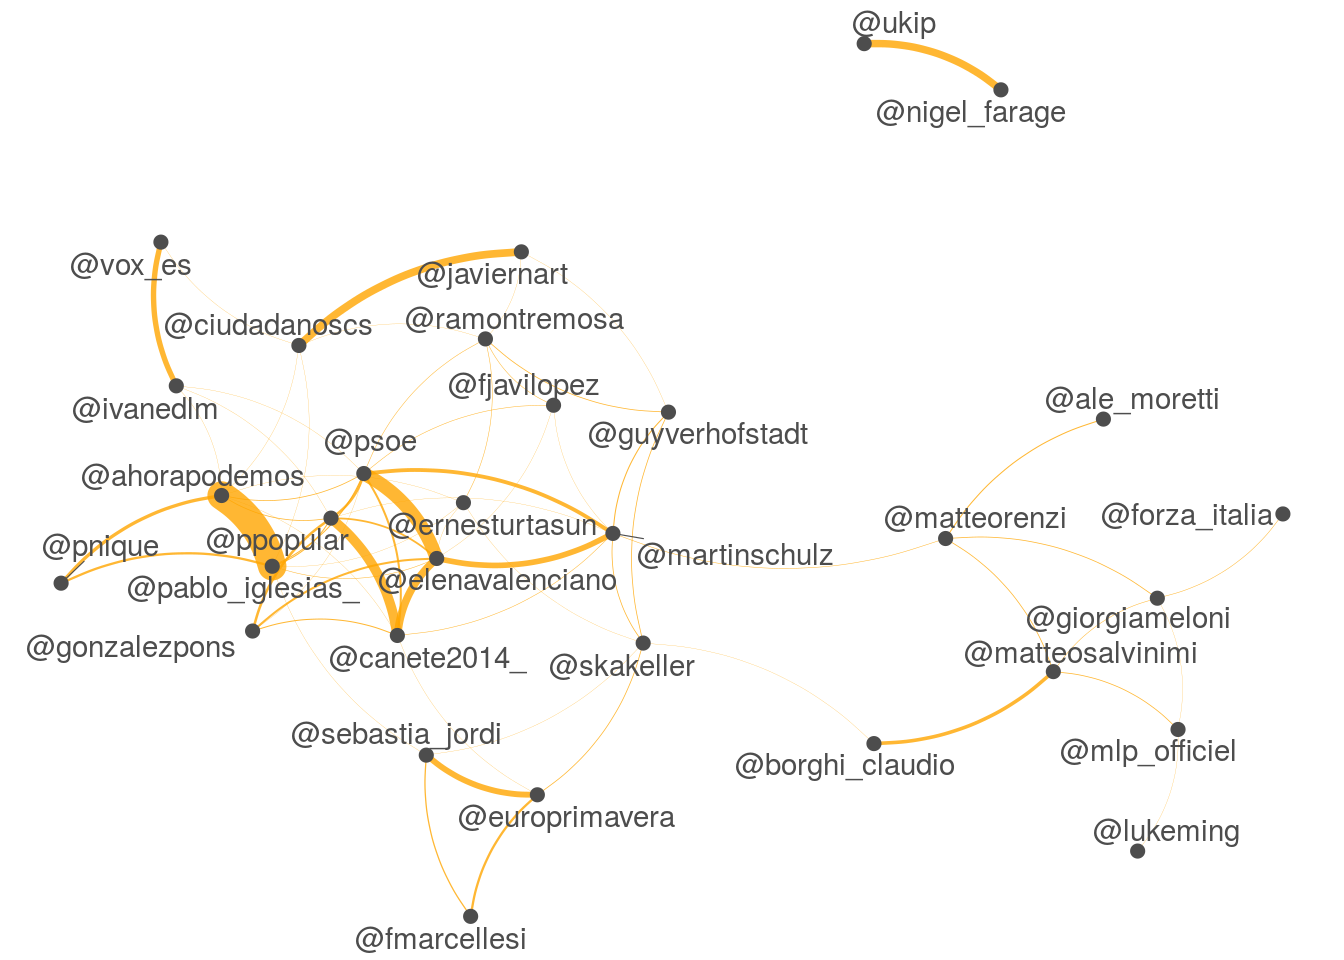 @ukip
@nigel_farage
@vox_es
@javiernart
@ciudadanoscs
@ramontremosa
@fjavilopez
@ivanedlm
@ale_moretti
@guyverhofstadt
@psoe
@ahorapodemos
@matteorenzi
@forza_italia
@ernesturtasun
@ppopular
@pnique
@martinschulz
@elenavalenciano
@pablo_iglesias_
@giorgiameloni
@gonzalezpons
@matteosalvinimi
@canete2014_
@skakeller
@sebastia_jordi
@mlp_officiel
@borghi_claudio
@europrimavera
@lukeming
@fmarcellesi